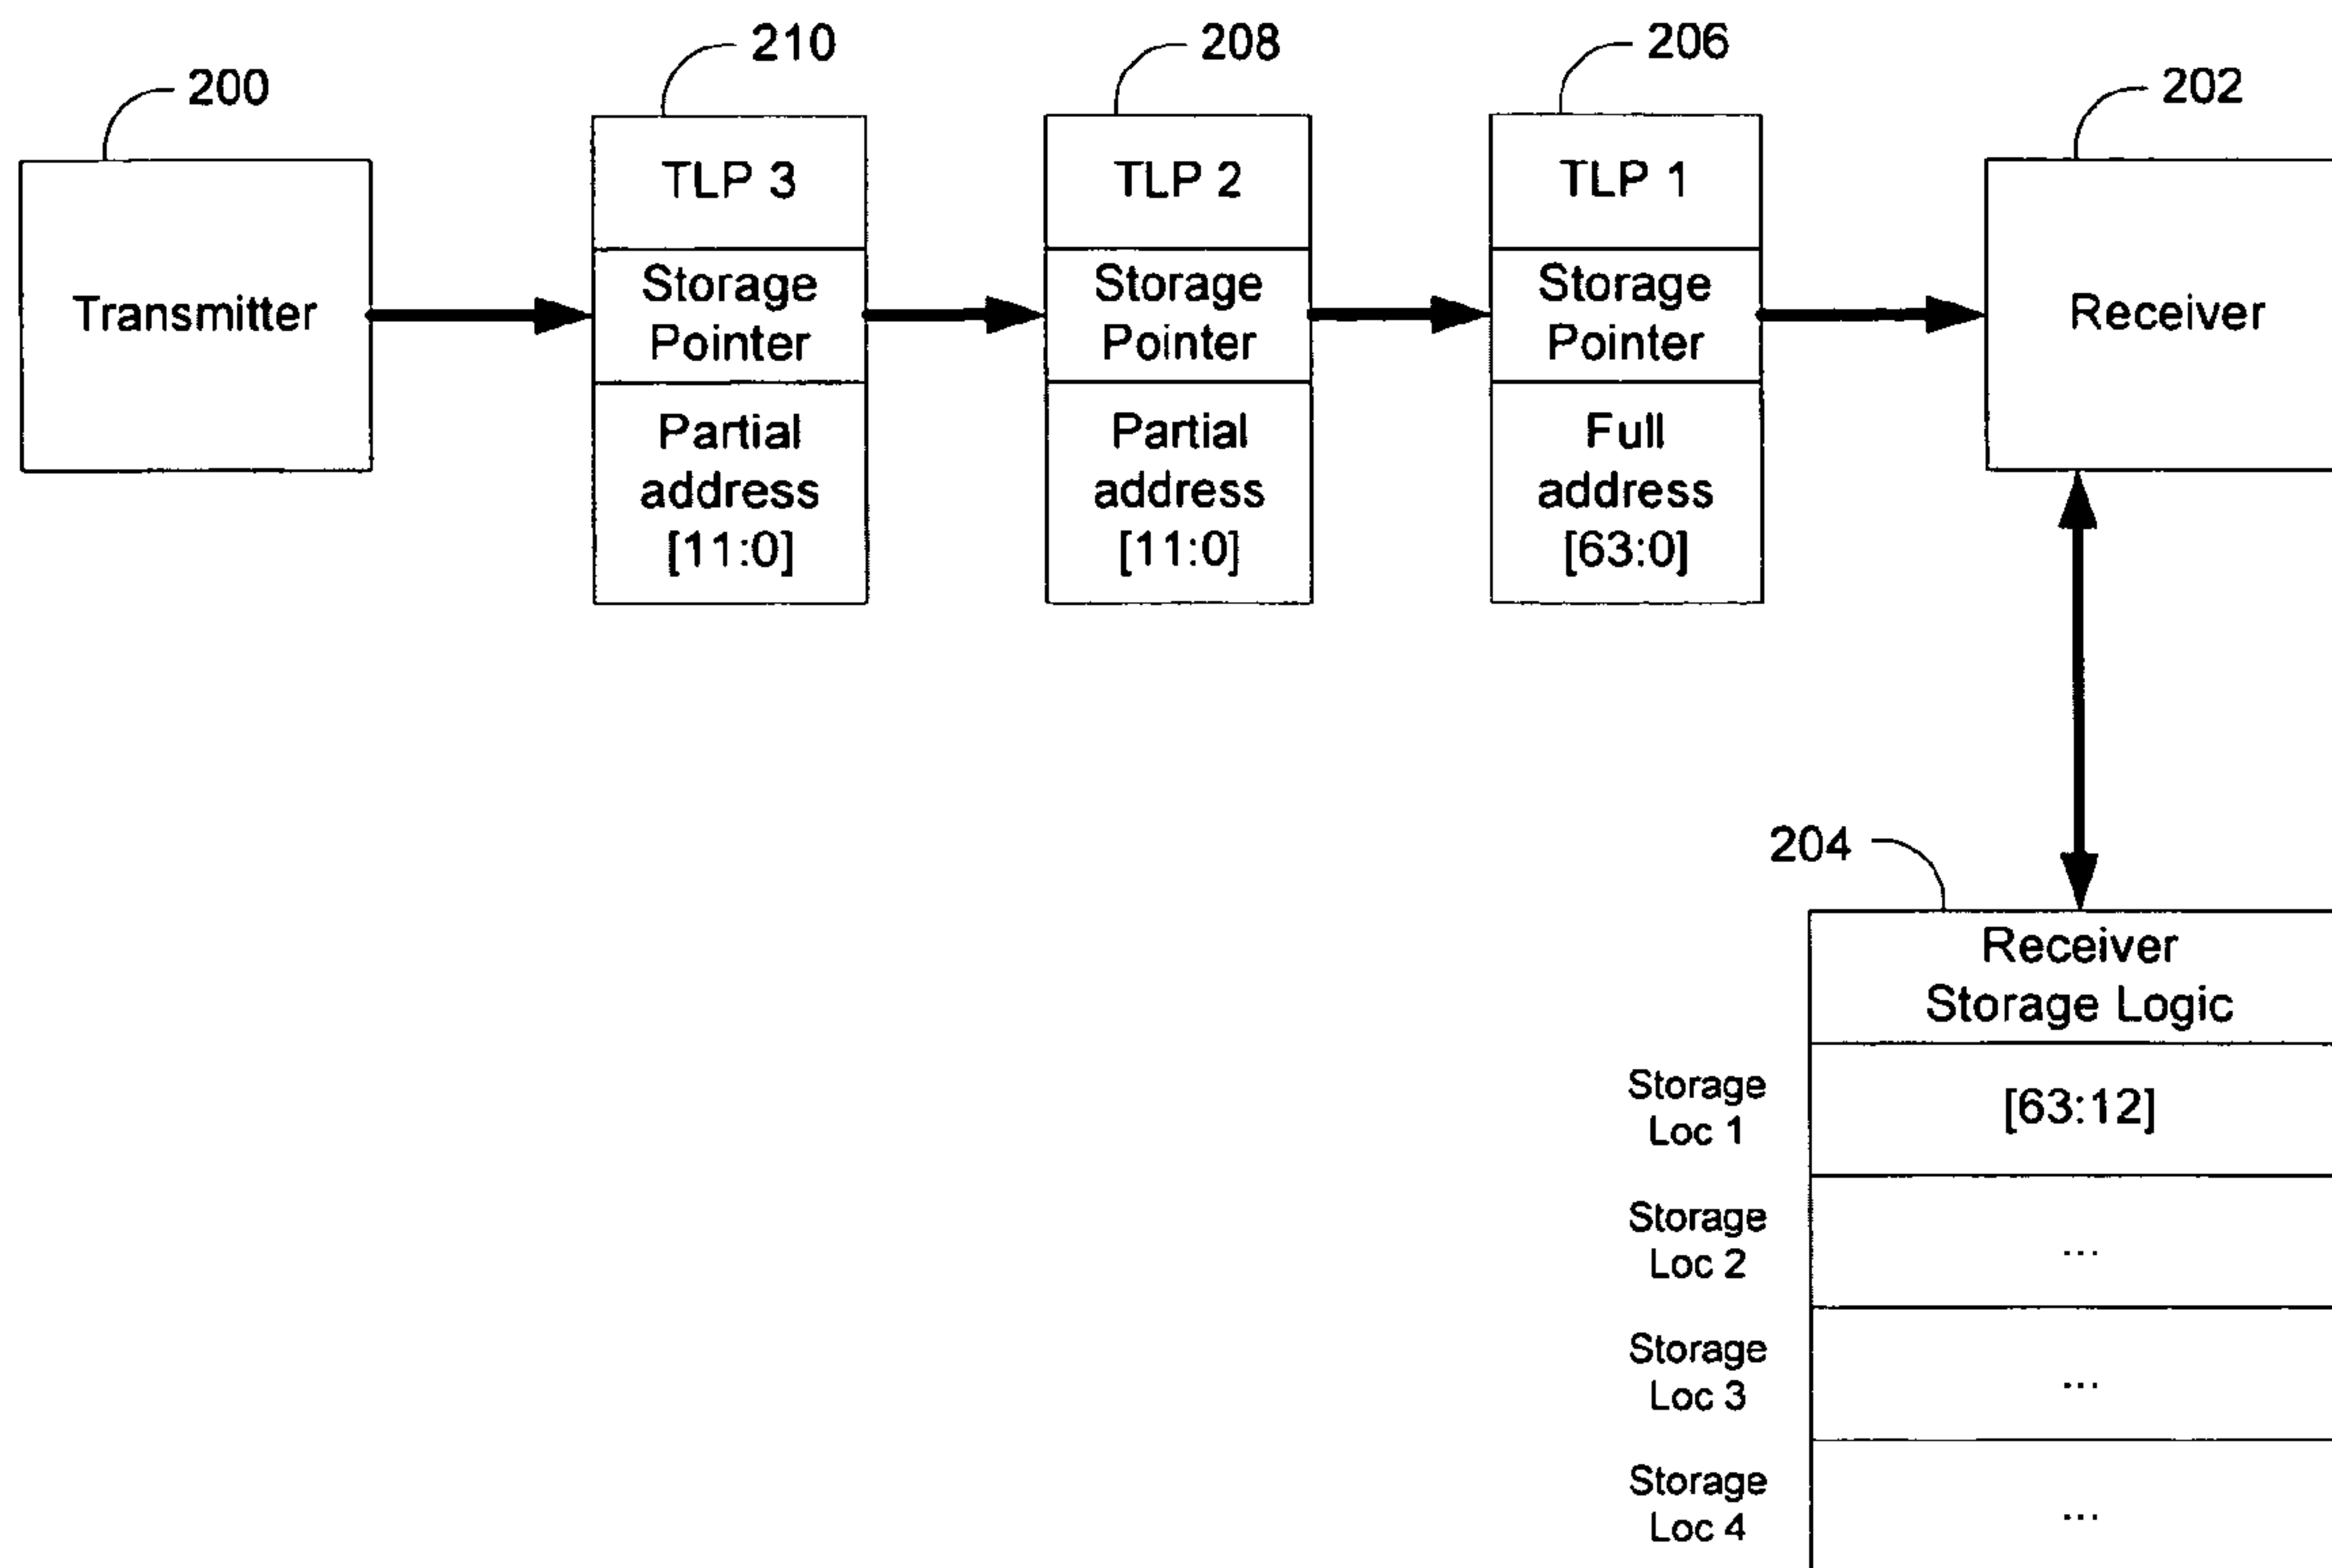 210
208
206
200
202
TLP 3
TLP 2
TLP 1
Transmitter
Storage
Pointer
Storage
Pointer
Storage
Pointer
Receiver
Partial
address
[11:0]
Partial
address
[11:0]
Full
address
[63:0]
204
Receiver
Storage Logic
Storage
Loc 1
[63:12]
Storage
Loc 2
...
Storage
Loc 3
...
Storage
Loc 4
...